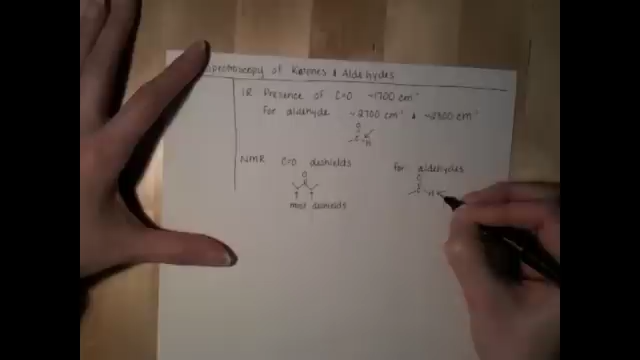 Spectroscopy of Ketones & Aldehydes
IR Presence of C=O ~1700 cm⁻¹
For aldehyde ~2700 cm⁻¹ & ~2800 cm⁻¹
O
C H
NMR C=O deshields
For aldehydes
O
O
C H
most deshields